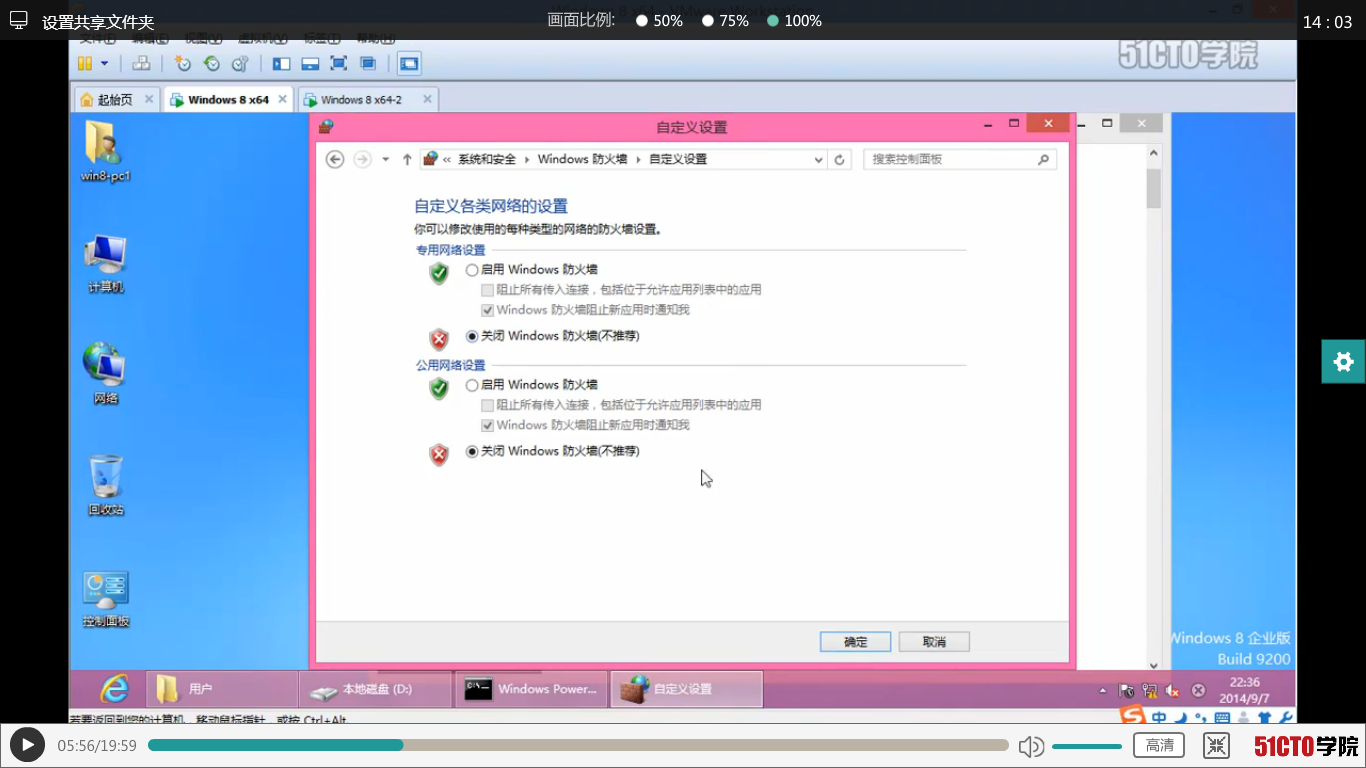 设置共享文件夹
画面比例: 50% 75% 100%
14 : 03
文件(F) 编辑(E) 视图(V) 虚拟机(V) 标签(T) 帮助(H)
51CTO学院
起始页 Windows 8 x64 Windows 8 x64-2
自定义设置
« 系统和安全 Windows 防火墙 自定义设置
搜索控制面板
win8-pc1
计算机
网络
回收站
控制面板
自定义各类网络的设置
你可以修改使用的每种类型的网络的防火墙设置。
专用网络设置
启用 Windows 防火墙
阻止所有传入连接，包括位于允许应用列表中的应用
Windows 防火墙阻止新应用时通知我
关闭 Windows 防火墙(不推荐)
公用网络设置
启用 Windows 防火墙
阻止所有传入连接，包括位于允许应用列表中的应用
Windows 防火墙阻止新应用时通知我
关闭 Windows 防火墙(不推荐)
确定 取消
Windows 8 企业版
Build 9200
用户 本地磁盘 (D:) Windows Power... 自定义设置
22:36
2014/9/7
若要返回到您的计算机，移动鼠标指针，或按 Ctrl+Alt
中
05:56/19:59
高清
51CTO学院